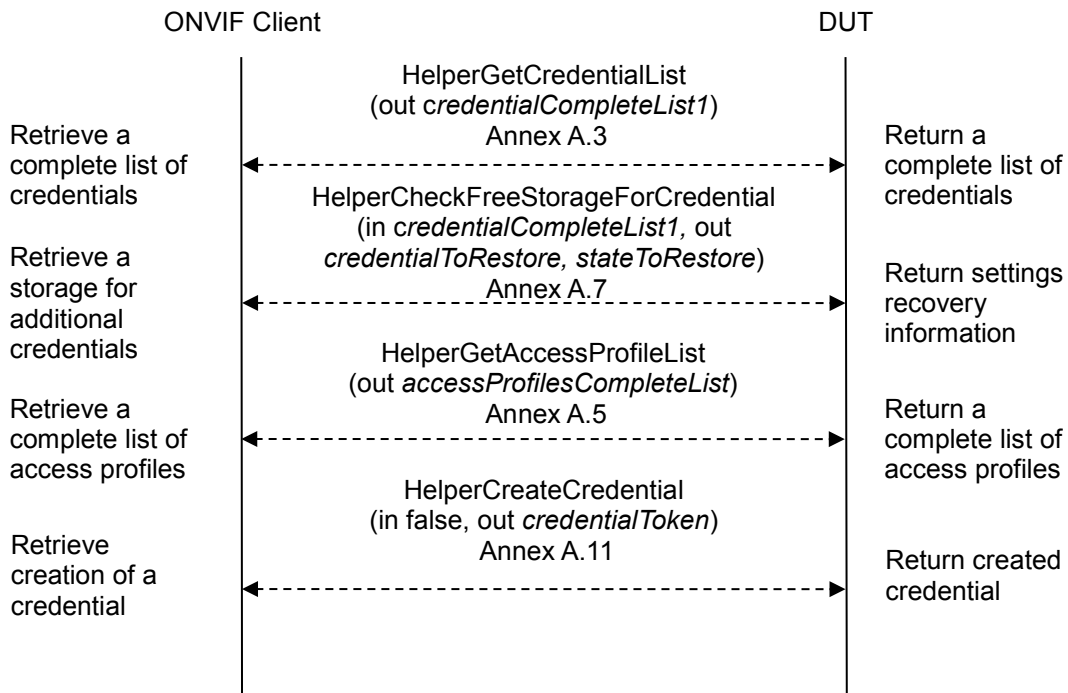 ONVIF Client
DUT
HelperGetCredentialList
(out credentialCompleteList1)
Annex A.3
Retrieve a
complete list of
credentials
Return a
complete list of
credentials
HelperCheckFreeStorageForCredential
(in credentialCompleteList1, out
credentialToRestore, stateToRestore)
Annex A.7
Retrieve a
storage for
additional
credentials
Return settings
recovery
information
HelperGetAccessProfileList
(out accessProfilesCompleteList)
Annex A.5
Retrieve a
complete list of
access profiles
Return a
complete list of
access profiles
HelperCreateCredential
(in false, out credentialToken)
Annex A.11
Retrieve
creation of a
credential
Return created
credential